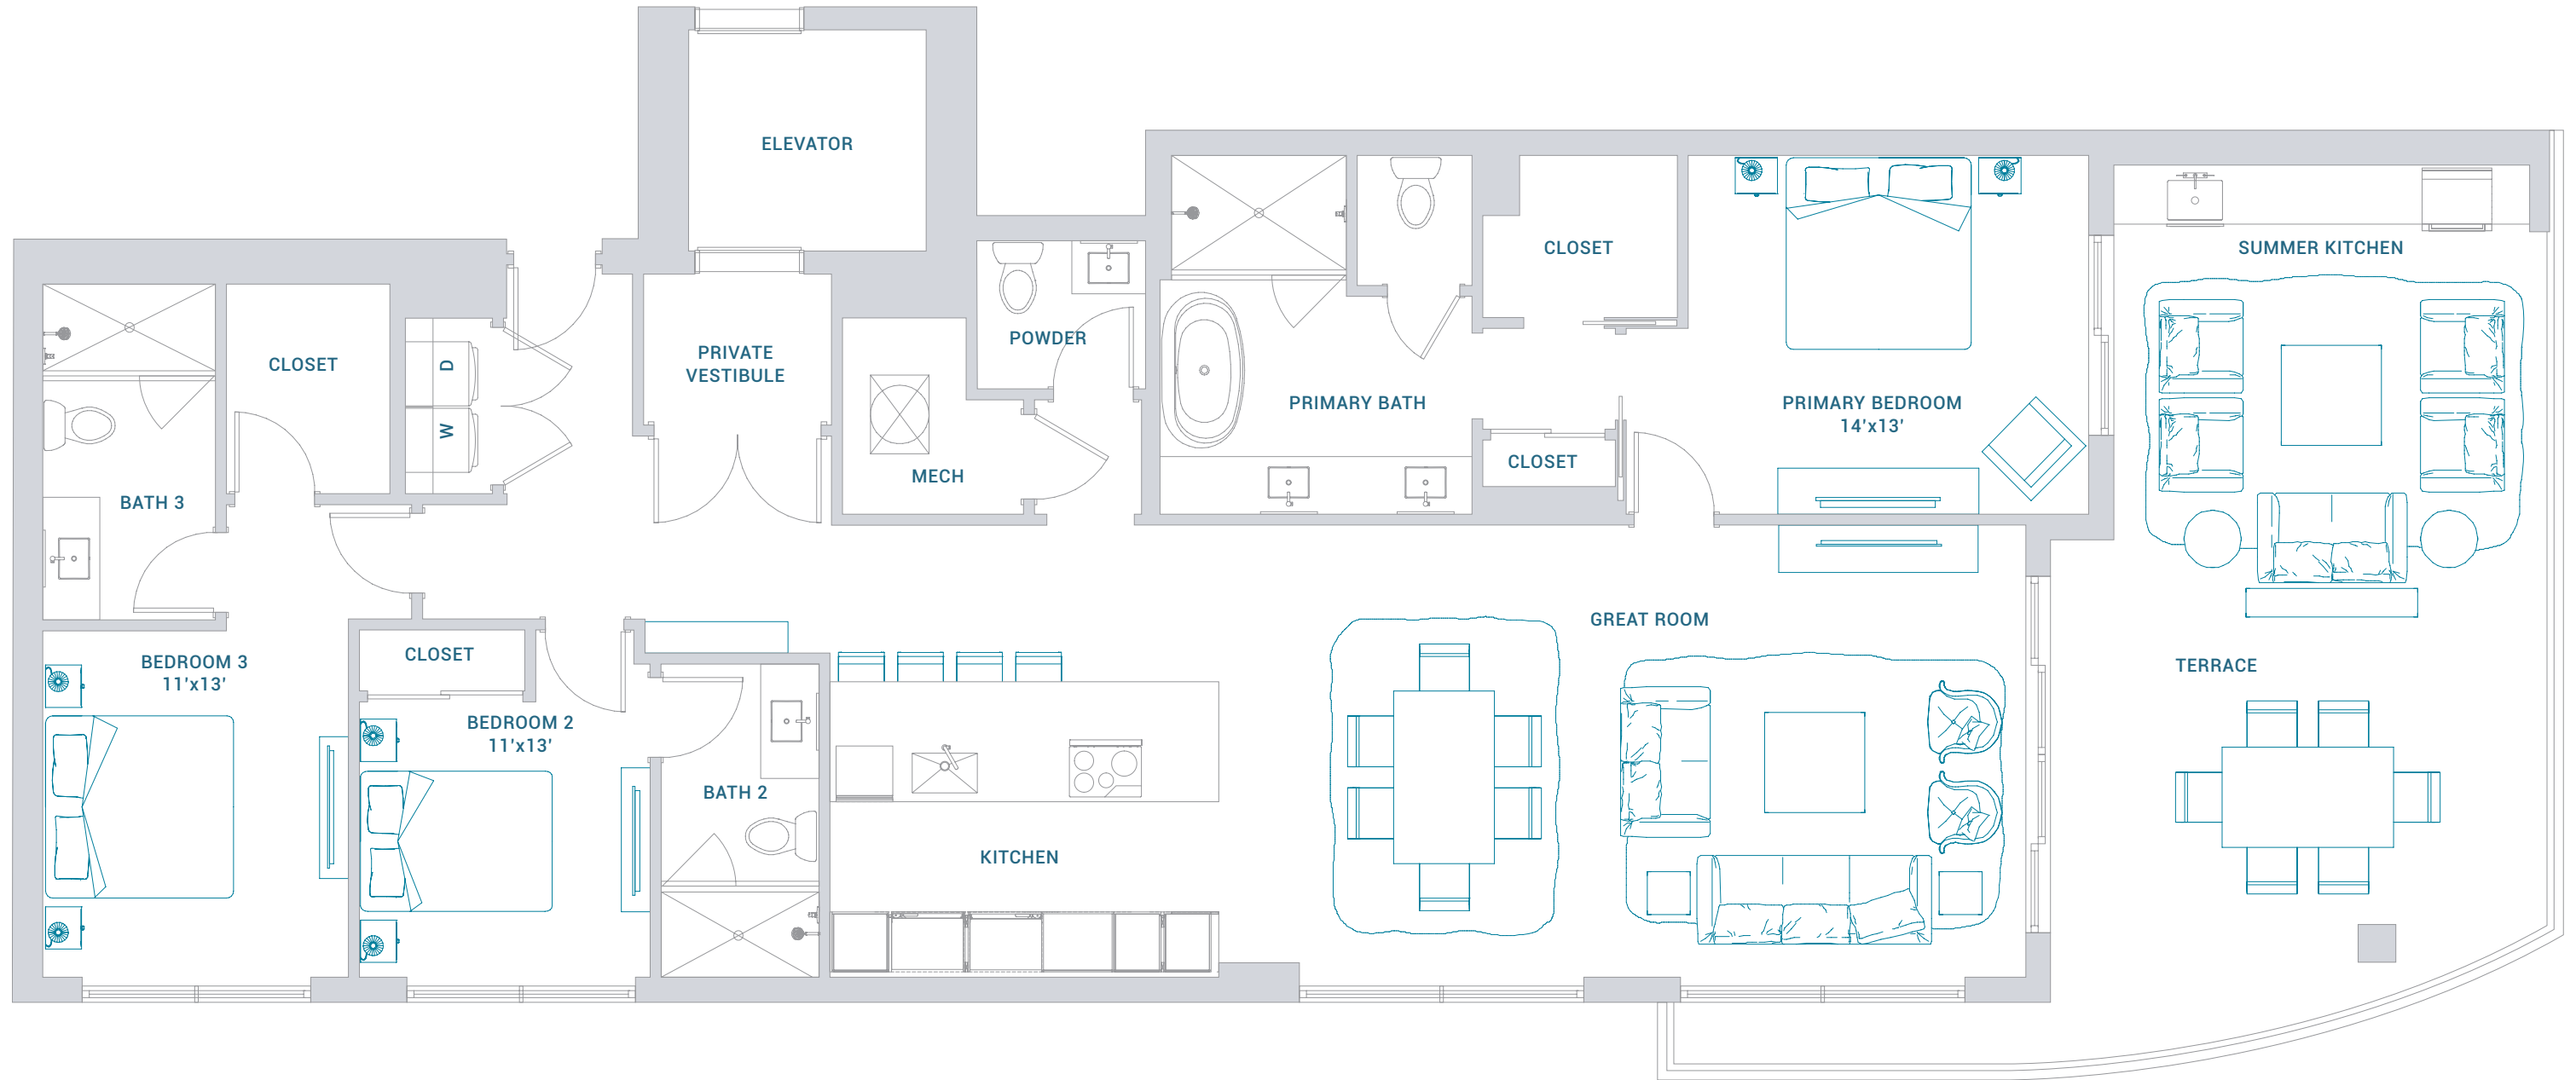 ELEVATOR
CLOSET
SUMMER KITCHEN
POWDER
PRIVATE
VESTIBULE
CLOSET
D
W
PRIMARY BATH
PRIMARY BEDROOM
14'x13'
CLOSET
MECH
BATH 3
GREAT ROOM
CLOSET
BEDROOM 3
11'x13'
TERRACE
BEDROOM 2
11'x13'
BATH 2
KITCHEN